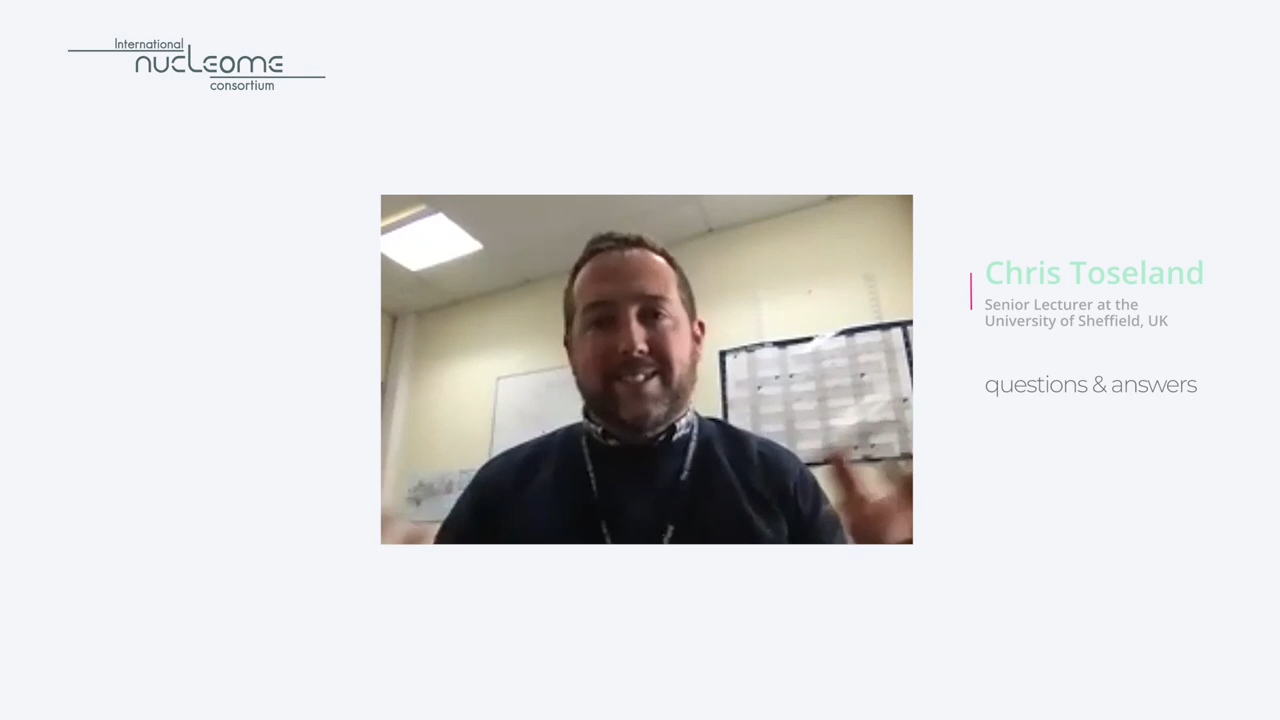 International
nucleome
consortium
Chris Toseland
Senior Lecturer at the
University of Sheffield, UK
questions & answers